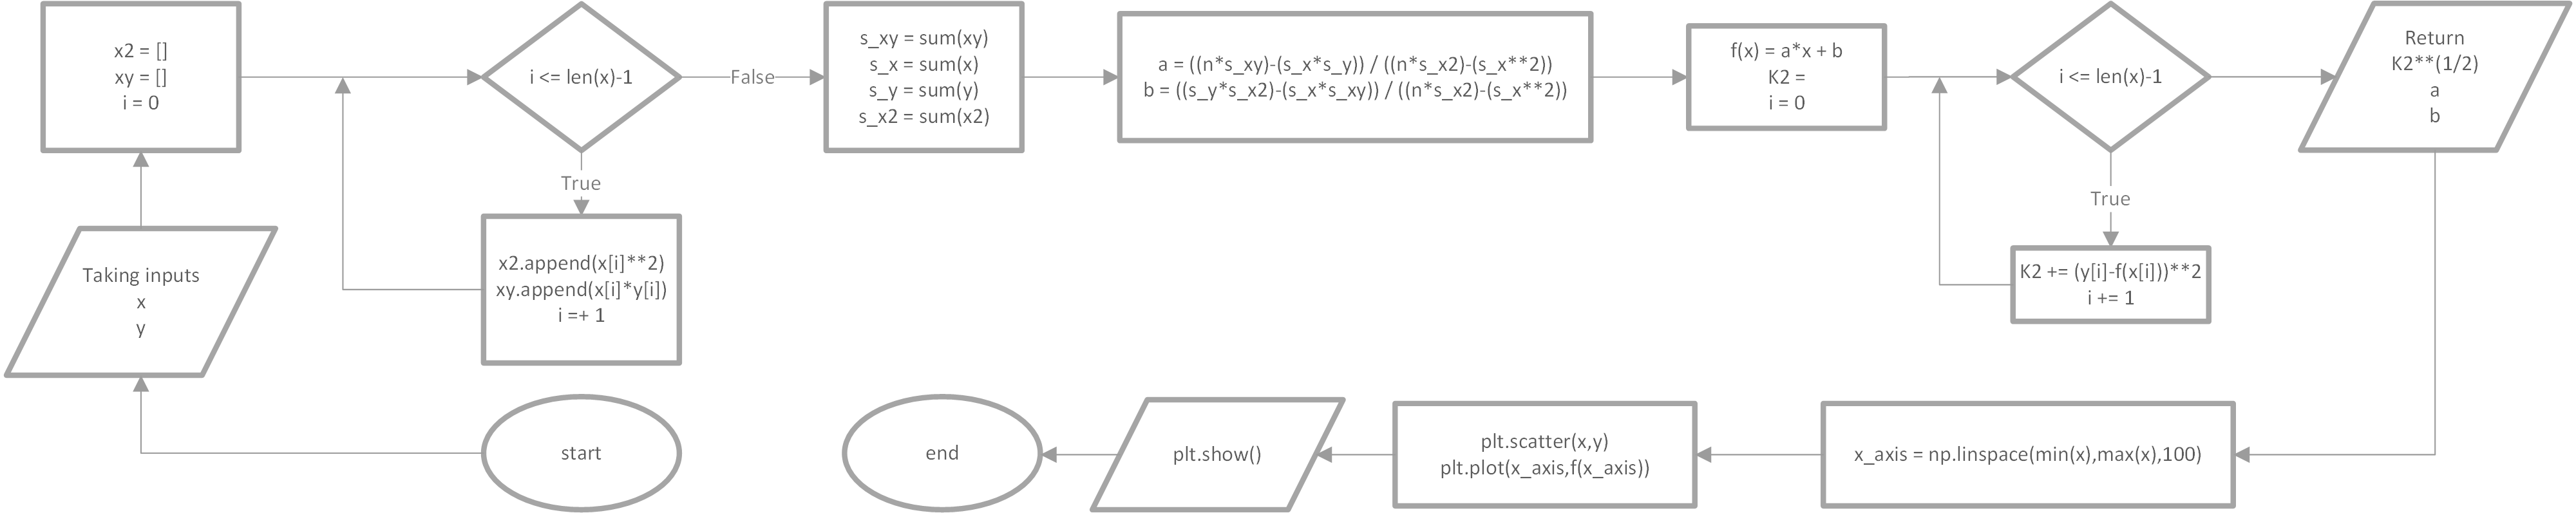 start
Taking inputs
x
y
x2 = []
xy = []
i = 0
i <= len(x)-1
True
x2.append(x[i]**2)
xy.append(x[i]*y[i])
i =+ 1
False
s_xy = sum(xy)
s_x = sum(x)
s_y = sum(y)
s_x2 = sum(x2)
a = ((n*s_xy)-(s_x*s_y)) / ((n*s_x2)-(s_x**2))
b = ((s_y*s_x2)-(s_x*s_xy)) / ((n*s_x2)-(s_x**2))
f(x) = a*x + b
K2 =
i = 0
i <= len(x)-1
True
K2 += (y[i]-f(x[i]))**2
i += 1
Return
K2**(1/2)
a
b
x_axis = np.linspace(min(x),max(x),100)
plt.scatter(x,y)
plt.plot(x_axis,f(x_axis))
plt.show()
end